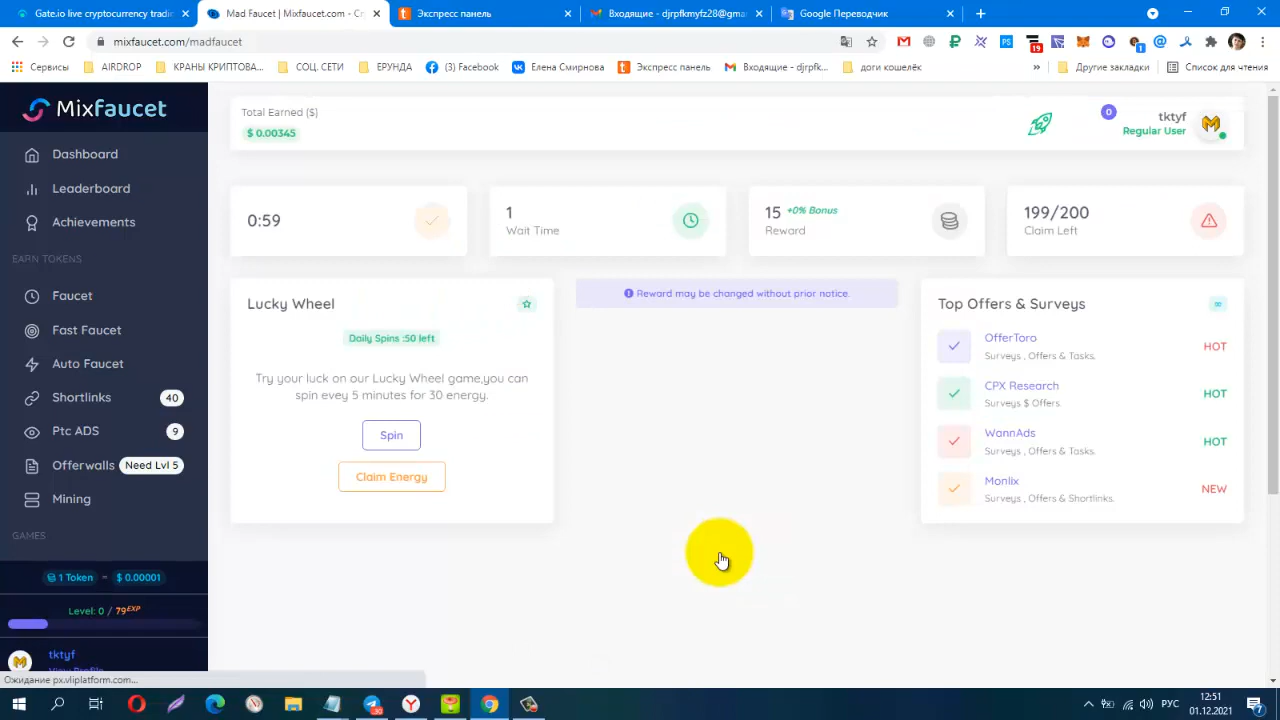 Gate.io live cryptocurrency tradin
Mad Faucet | Mixfaucet.com - Cr
Экспресс панель
Входящие - djrpfkmyfz28@gmai
Google Переводчик
mixfaucet.com/madfaucet
19
1
Сервисы
AIRDROP
КРАНЫ КРИПТОВА...
СОЦ. СЕТИ
ЕРУНДА
(3) Facebook
Елена Смирнова
Экспресс панель
Входящие - djrpfk...
доги кошелёк
»
Другие закладки
Список для чтения
Mixfaucet
Dashboard
Leaderboard
Achievements
EARN TOKENS
Faucet
Fast Faucet
Auto Faucet
Shortlinks 40
Ptc ADS 9
Offerwalls Need Lvl 5
Mining
GAMES
1 Token = $ 0.00001
Level: 0 / 79EXP
tktyf
View Profile
Total Earned ($)
$ 0.00345
0
tktyf
Regular User
0:59
1
Wait Time
15 +0% Bonus
Reward
199/200
Claim Left
Lucky Wheel
Daily Spins :50 left
Try your luck on our Lucky Wheel game,you can
spin evey 5 minutes for 30 energy.
Spin
Claim Energy
Reward may be changed without prior notice.
Top Offers & Surveys
OfferToro
Surveys , Offers & Tasks.
HOT
CPX Research
Surveys $ Offers.
HOT
WannAds
Surveys , Offers & Tasks.
HOT
Monlix
Surveys , Offers & Shortlinks.
NEW
Ожидание px.vliplatform.com...
РУС
12:51
01.12.2021